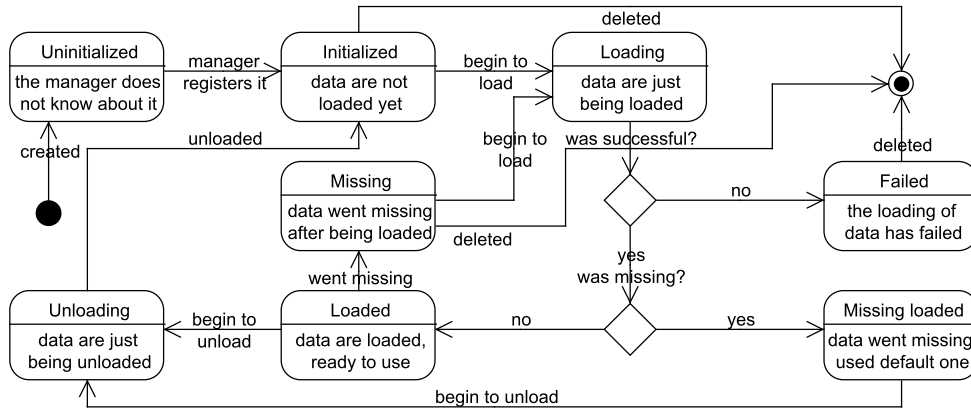 deleted
Uninitialized
the manager does
not know about it
manager
registers it
Initialized
data are not
loaded yet
begin to
load
Loading
data are just
being loaded
created
unloaded
begin to
load
was successful?
deleted
Missing
data went missing
after being loaded
deleted
no
Failed
the loading of
data has failed
yes
was missing?
went missing
Unloading
data are just
being unloaded
begin to
unload
Loaded
data are loaded,
ready to use
no
yes
Missing loaded
data went missing,
used default one
begin to unload